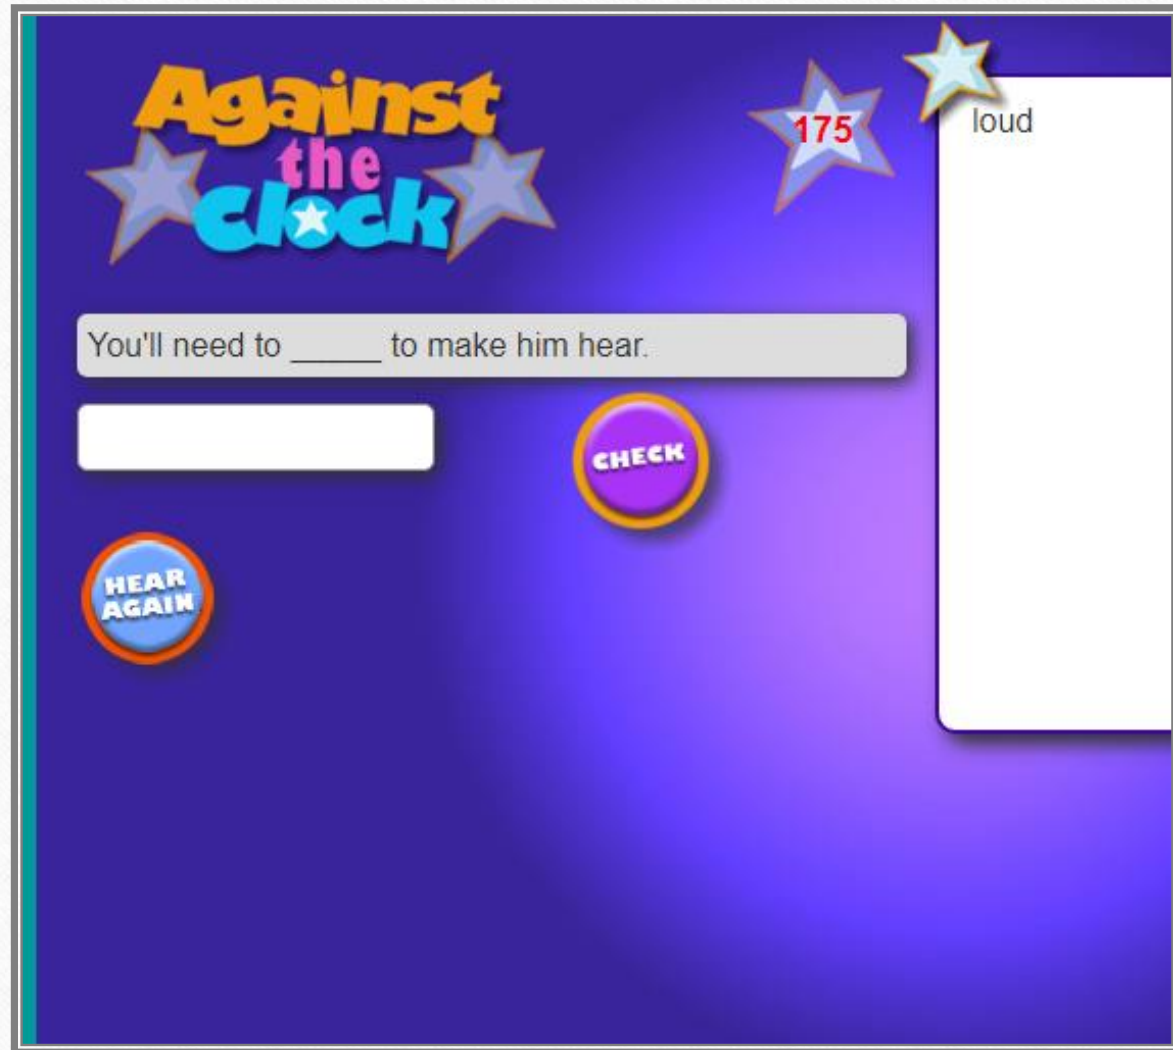 Against
the
Clock
175
loud
You'll need to _____ to make him hear.
CHECK
HEAR
AGAIN